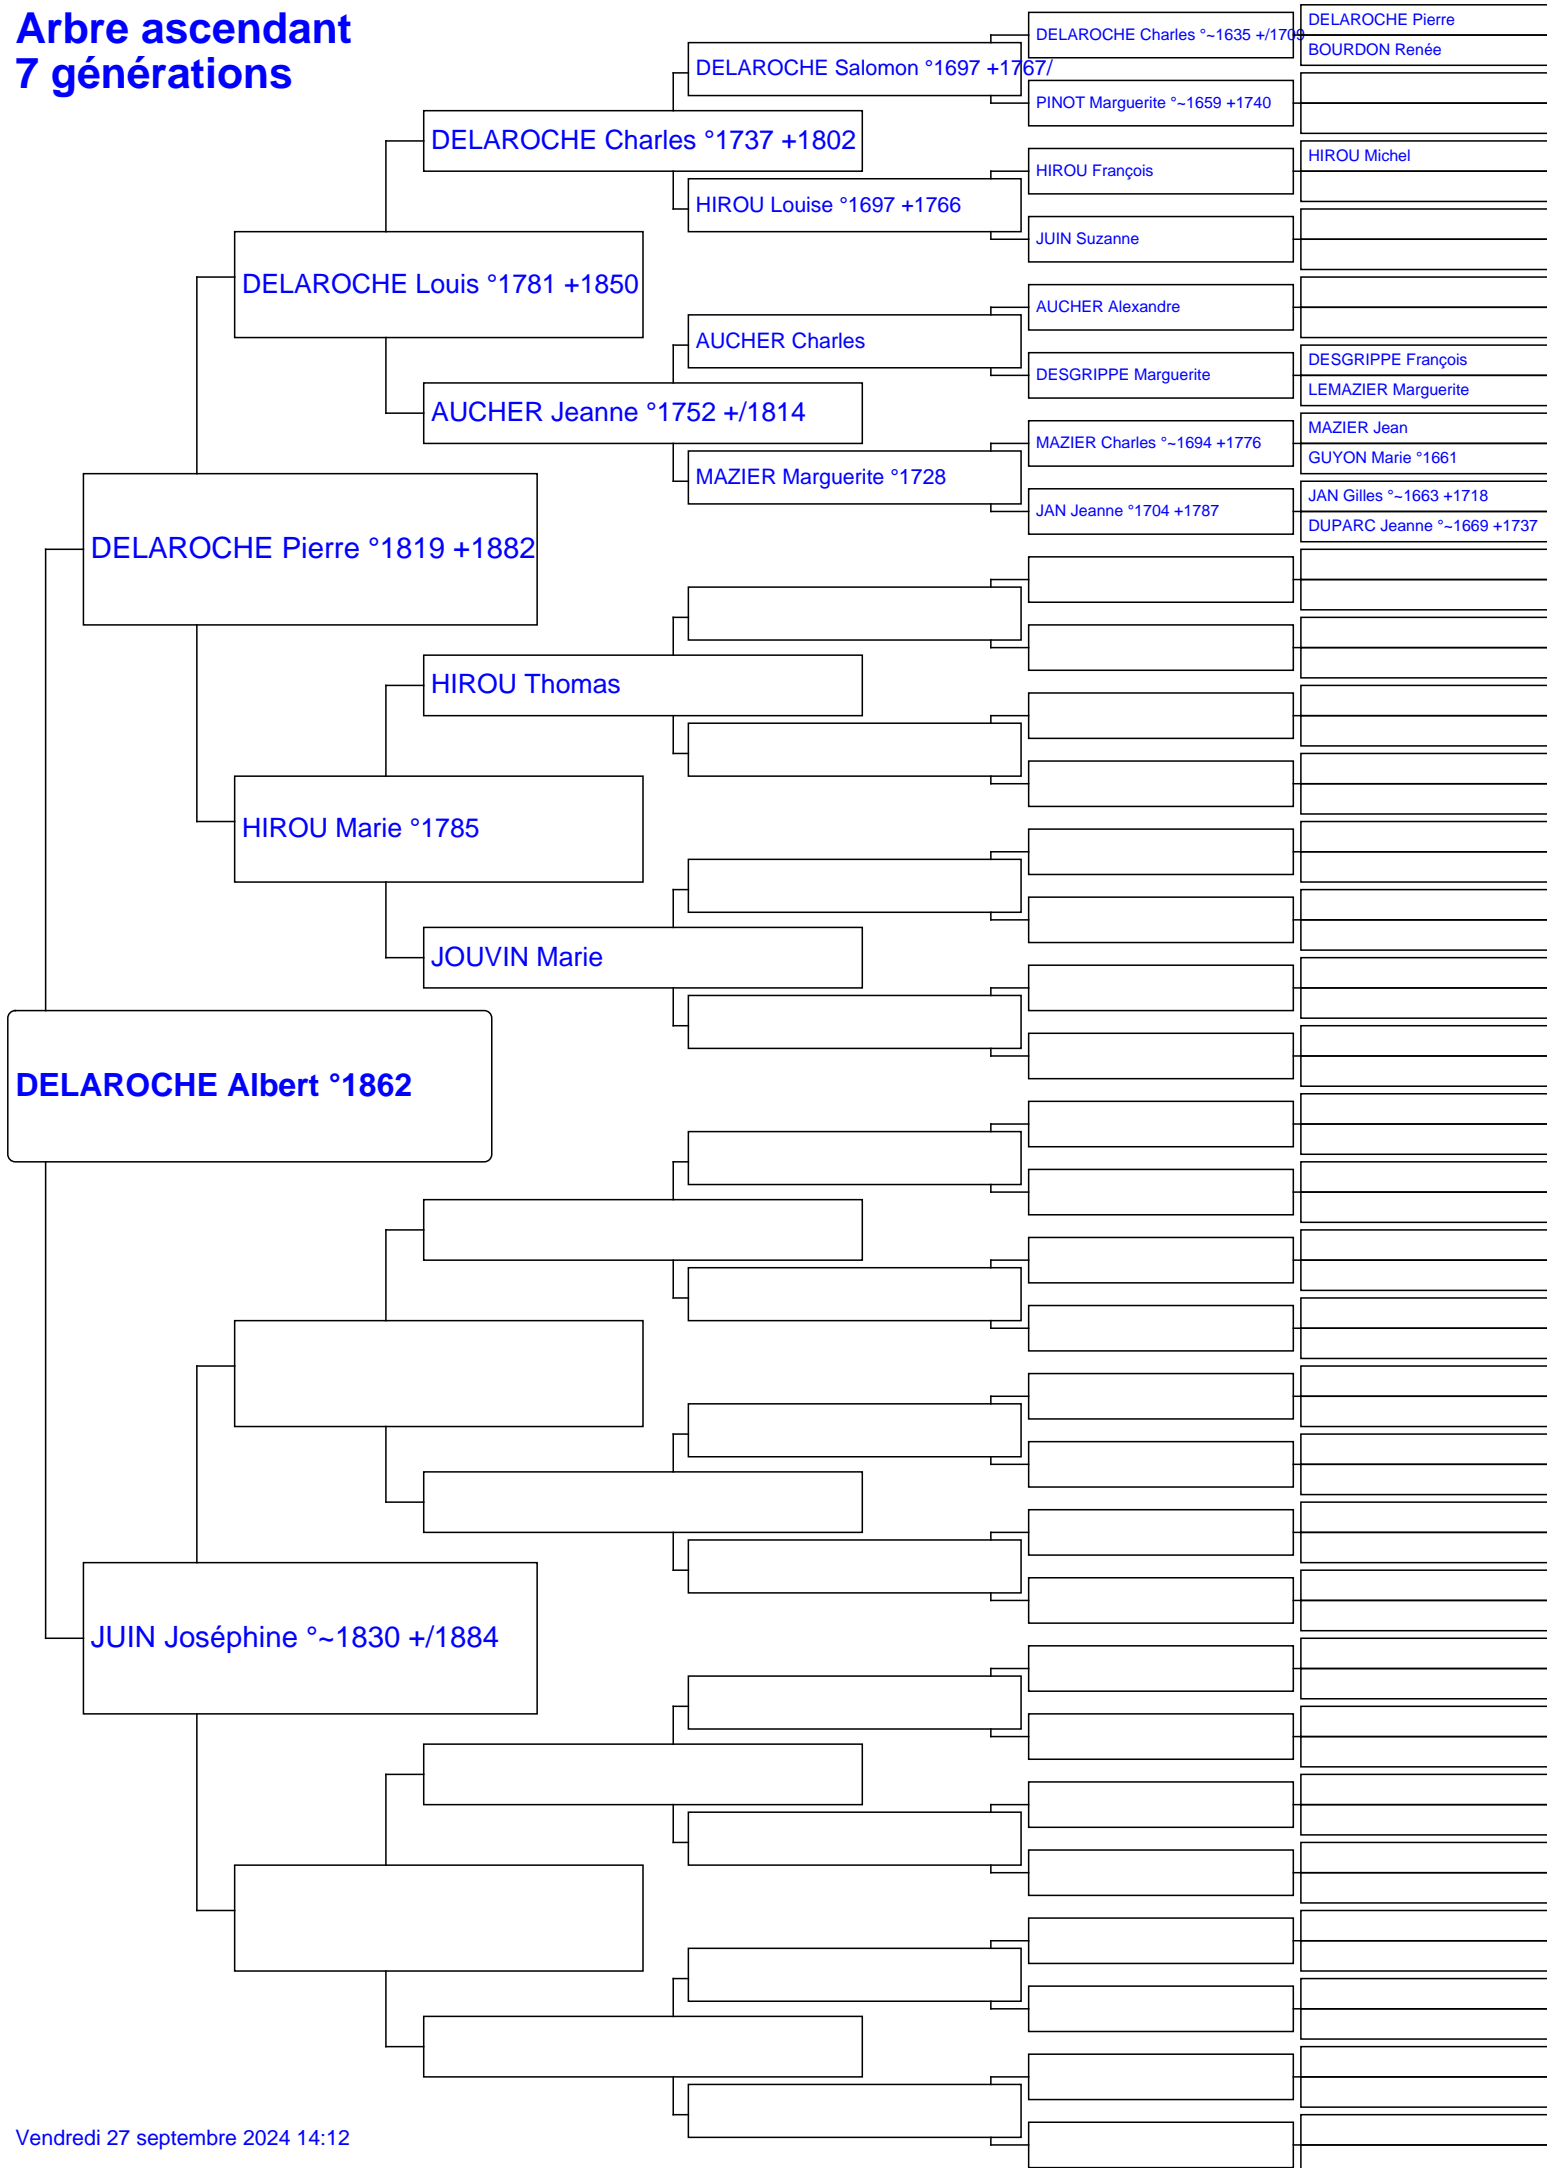 Arbre ascendant
7 générations
DELAROCHE Pierre
DELAROCHE Charles °~1635 +/1709
BOURDON Renée
DELAROCHE Salomon °1697 +1767/
PINOT Marguerite °~1659 +1740
DELAROCHE Charles °1737 +1802
HIROU Michel
HIROU François
HIROU Louise °1697 +1766
JUIN Suzanne
DELAROCHE Louis °1781 +1850
AUCHER Alexandre
AUCHER Charles
DESGRIPPE François
DESGRIPPE Marguerite
LEMAZIER Marguerite
AUCHER Jeanne °1752 +/1814
MAZIER Jean
MAZIER Charles °~1694 +1776
GUYON Marie °1661
MAZIER Marguerite °1728
JAN Gilles °~1663 +1718
JAN Jeanne °1704 +1787
DUPARC Jeanne °~1669 +1737
DELAROCHE Pierre °1819 +1882
HIROU Thomas
HIROU Marie °1785
JOUVIN Marie
DELAROCHE Albert °1862
JUIN Joséphine °~1830 +/1884
Vendredi 27 septembre 2024 14:12